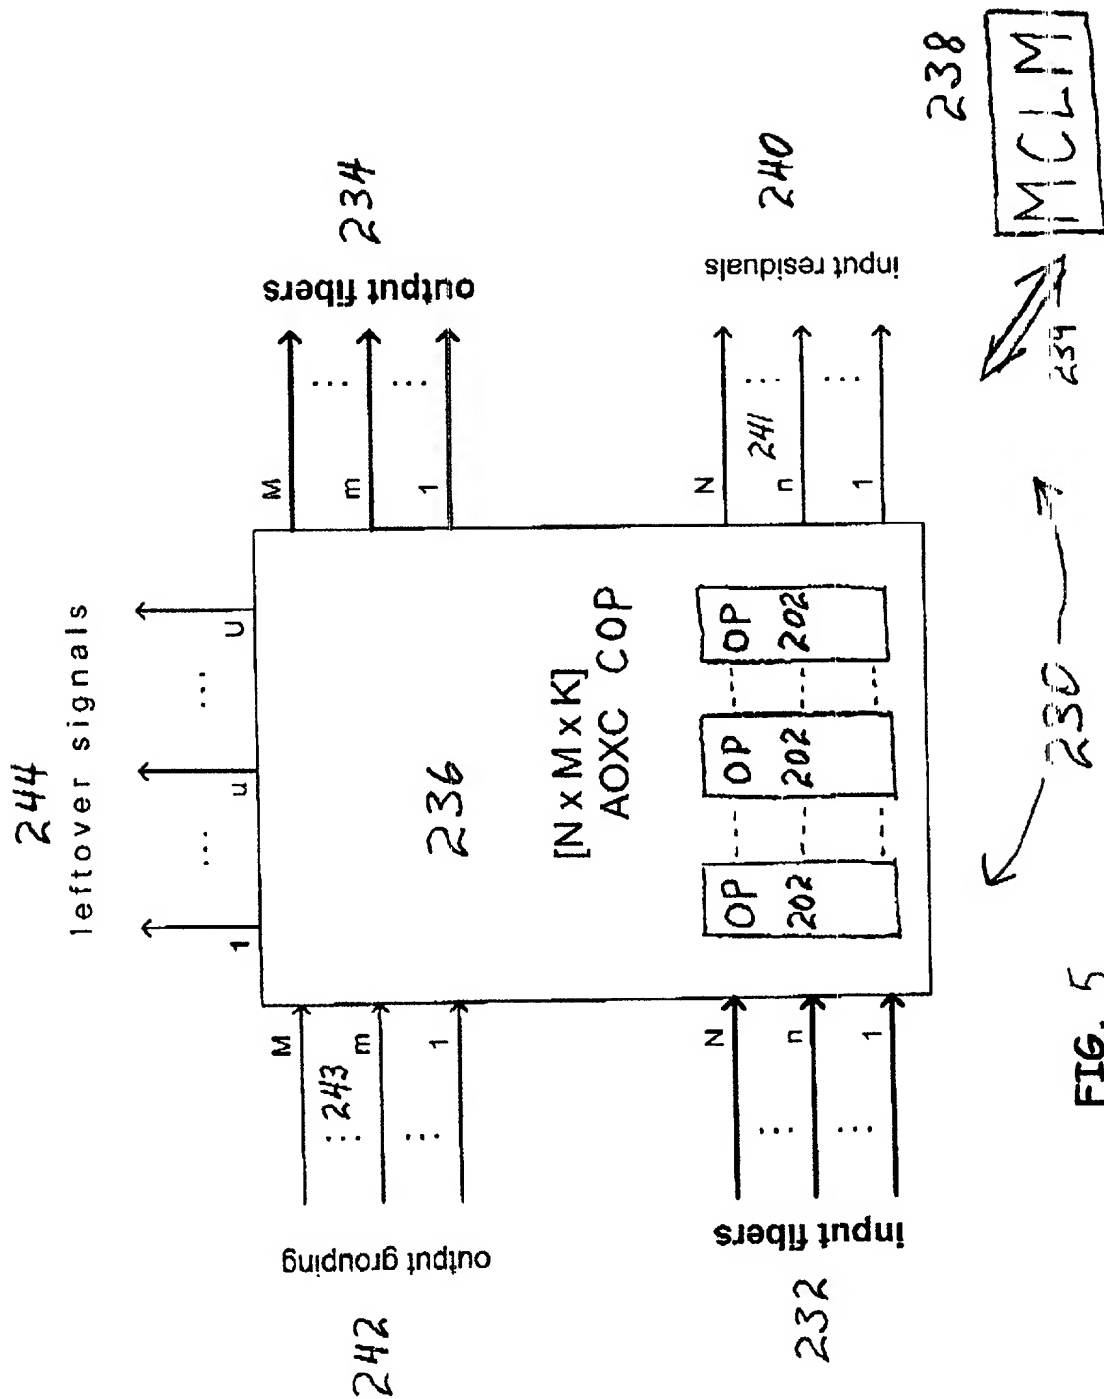 244
leftover signals
1
...
u
...
U
242
output grouping
M
... 243
m
...
1
234
output fibers
M
...
m
...
1
[N x M x K]
AOXC COP
236
OP
202
OP
202
OP
202
232
input fibers
N
...
n
...
1
240
input residuals
N
241 ...
n
...
1
230
238
MCLM
FIG. 5